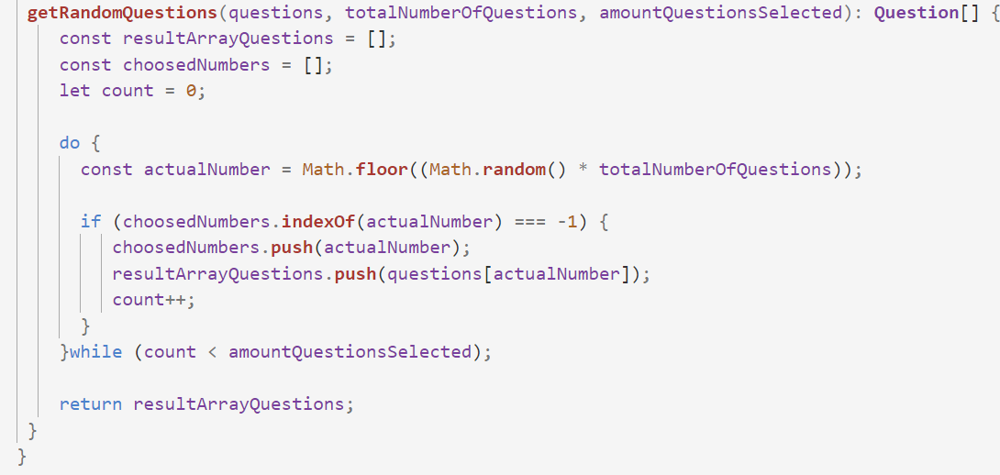 getRandomQuestions(questions, totalNumberOfQuestions, amountQuestionsSelected): Question[] {
const resultArrayQuestions = [];
const choosedNumbers = [];
let count = 0;
do {
const actualNumber = Math.floor((Math.random() * totalNumberOfQuestions));
if (choosedNumbers.indexOf(actualNumber) === -1) {
choosedNumbers.push(actualNumber);
resultArrayQuestions.push(questions[actualNumber]);
count++;
}
}while (count < amountQuestionsSelected);
return resultArrayQuestions;
}
}